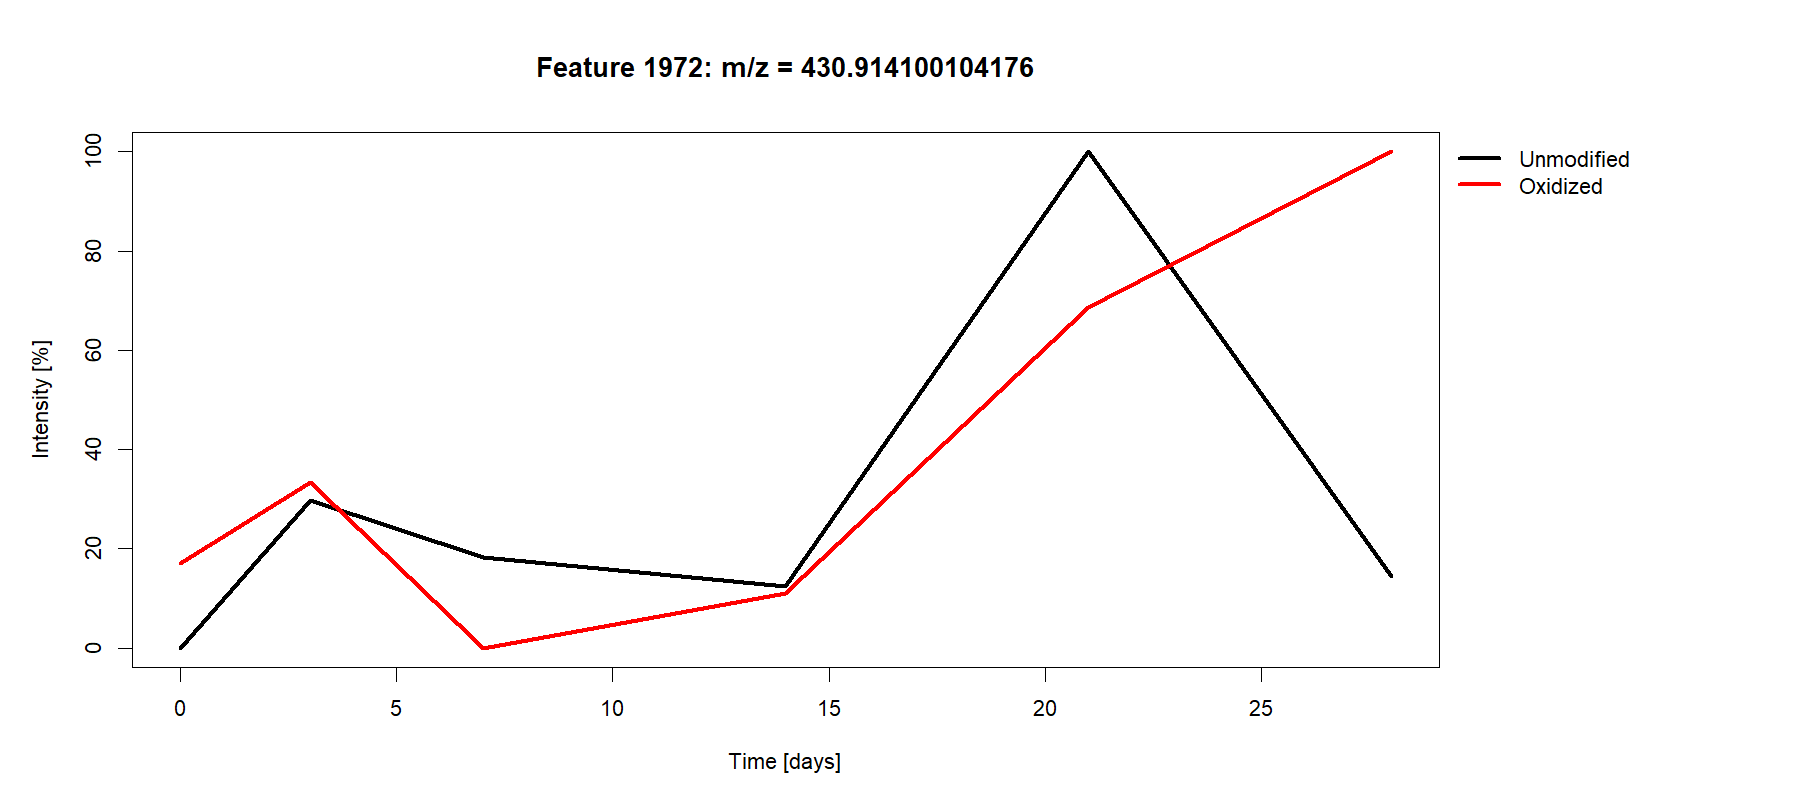 Feature 1972: m/z = 430.914100104176
Unmodified
Oxidized
Intensity [%]
100
80
60
40
20
0
0 5 10 15 20 25
Time [days]